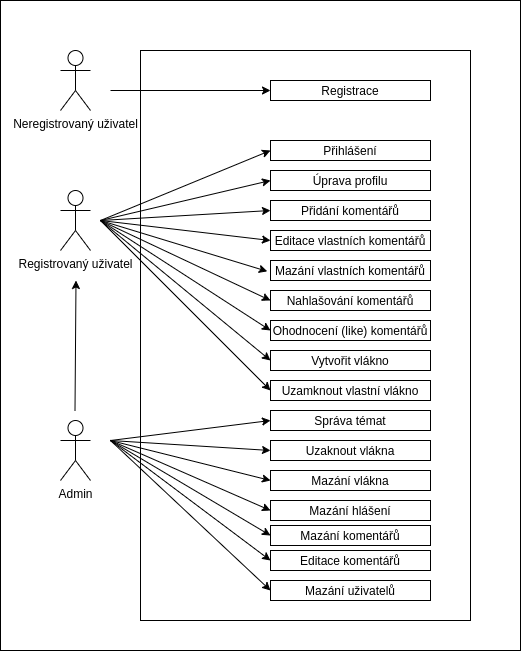 Neregistrovaný uživatel
Registrace
Registrovaný uživatel
Přihlášení
Úprava profilu
Přidání komentářů
Editace vlastních komentářů
Mazání vlastních komentářů
Nahlašování komentářů
Ohodnocení (like) komentářů
Vytvořit vlákno
Uzamknout vlastní vlákno
Admin
Správa témat
Uzaknout vlákna
Mazání vlákna
Mazání hlášení
Mazání komentářů
Editace komentářů
Mazání uživatelů